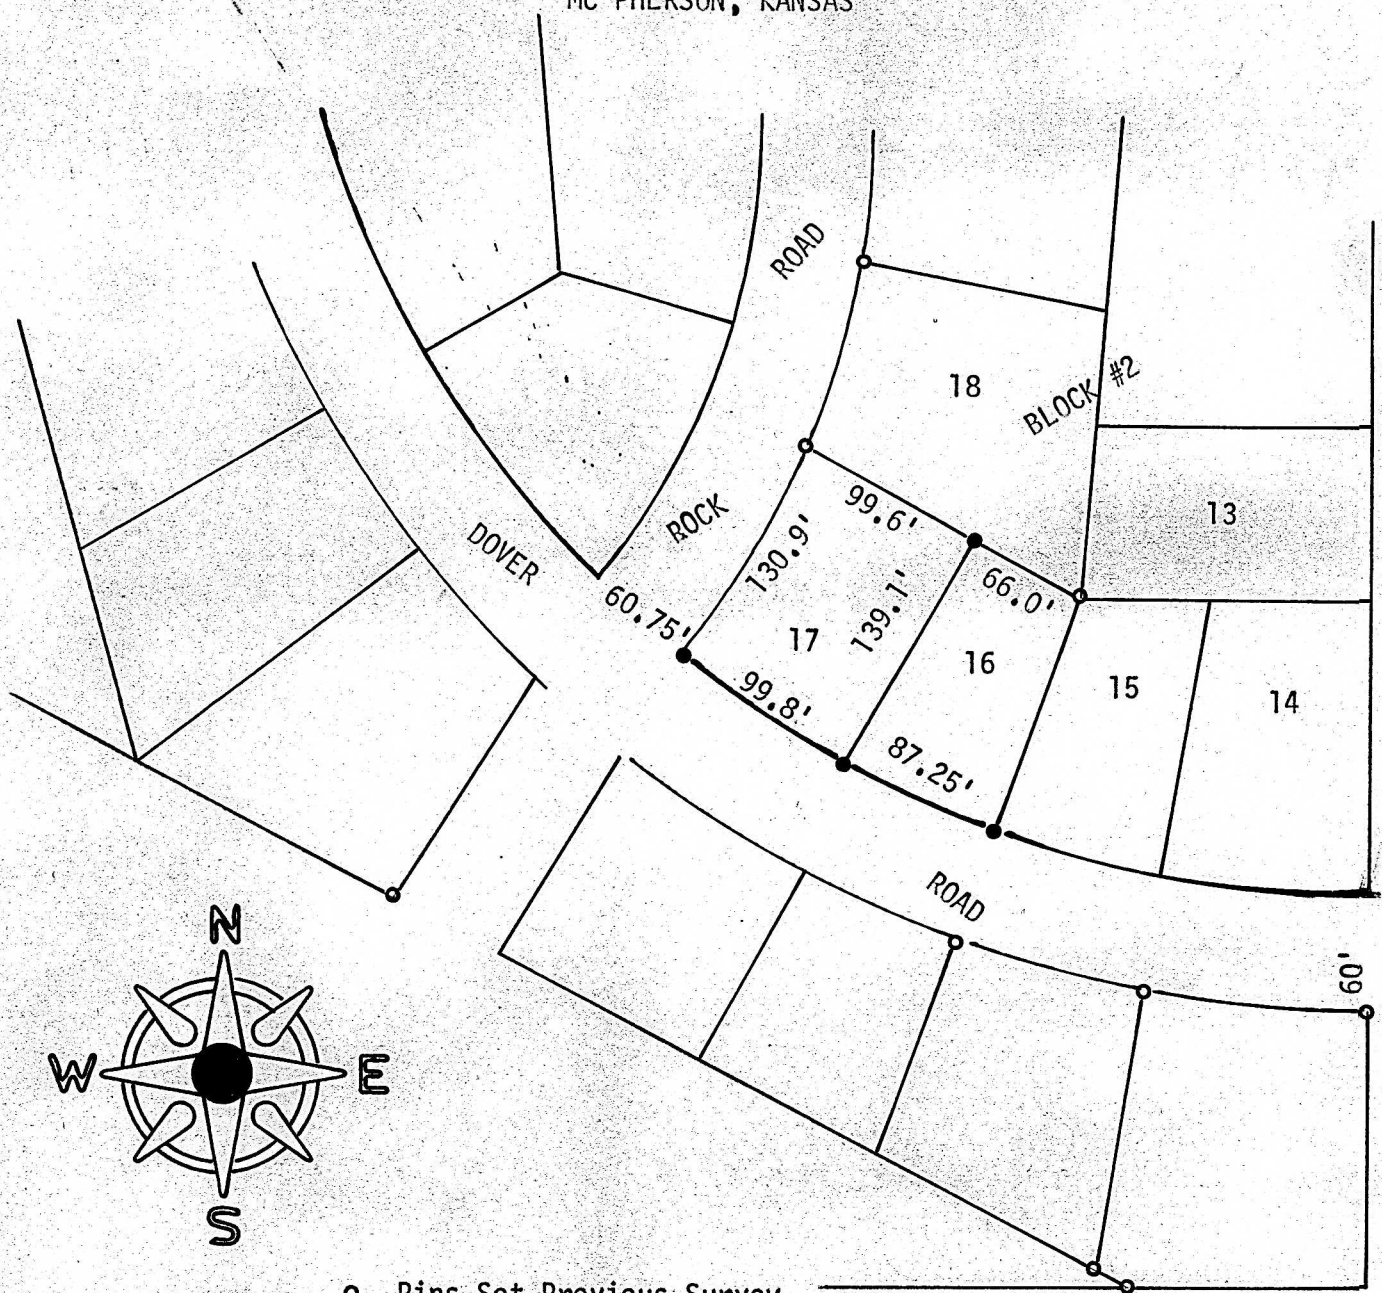 MC PHERSON, KANSAS
ROAD
18
BLOCK #2
13
99.6'
ROCK
DOVER
130.9'
66.0'
139.1'
60.75'
17
16
15
14
99.8'
87.25'
ROAD
60'
N
W
E
S
Pins Set Previous Survey